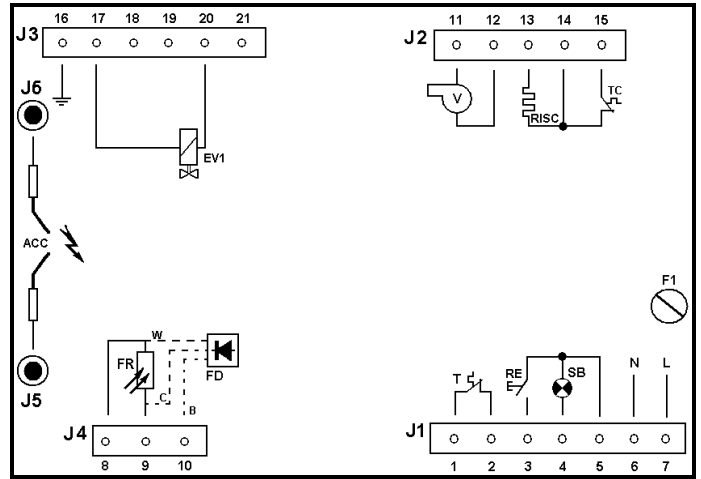 16 17 18 19 20 21
J3
11 12 13 14 15
J2
J6
V
RISC
TC
EV1
ACC
F1
W
FR
FD
C
B
J5
T
RE
SB
N
L
J4
8 9 10
J1
1 2 3 4 5 6 7